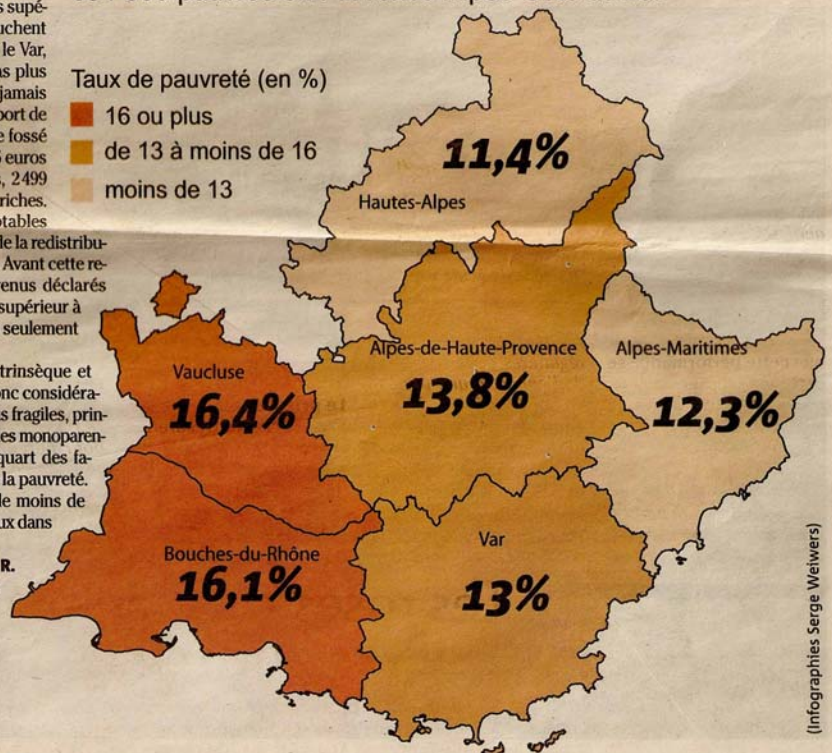 s supé-
uchent
le Var,
s plus
jamais
port de
e fossé
euros
, 2499
riches.
tables
de la redistribu-
Avant cette re-
enus déclarés
supérieur à
seulement
trinsèque et
onc considéra-
s fragiles, prin-
es monoparen-
quart des fa-
la pauvreté.
de moins de
ux dans
R.
Taux de pauvreté (en %)
16 ou plus
de 13 à moins de 16
moins de 13
11,4%
Hautes-Alpes
Alpes-de-Haute-Provence
13,8%
Alpes-Maritimes
12,3%
Vaucluse
16,4%
Bouches-du-Rhône
16,1%
Var
13%
(Infographies Serge Weiwers)